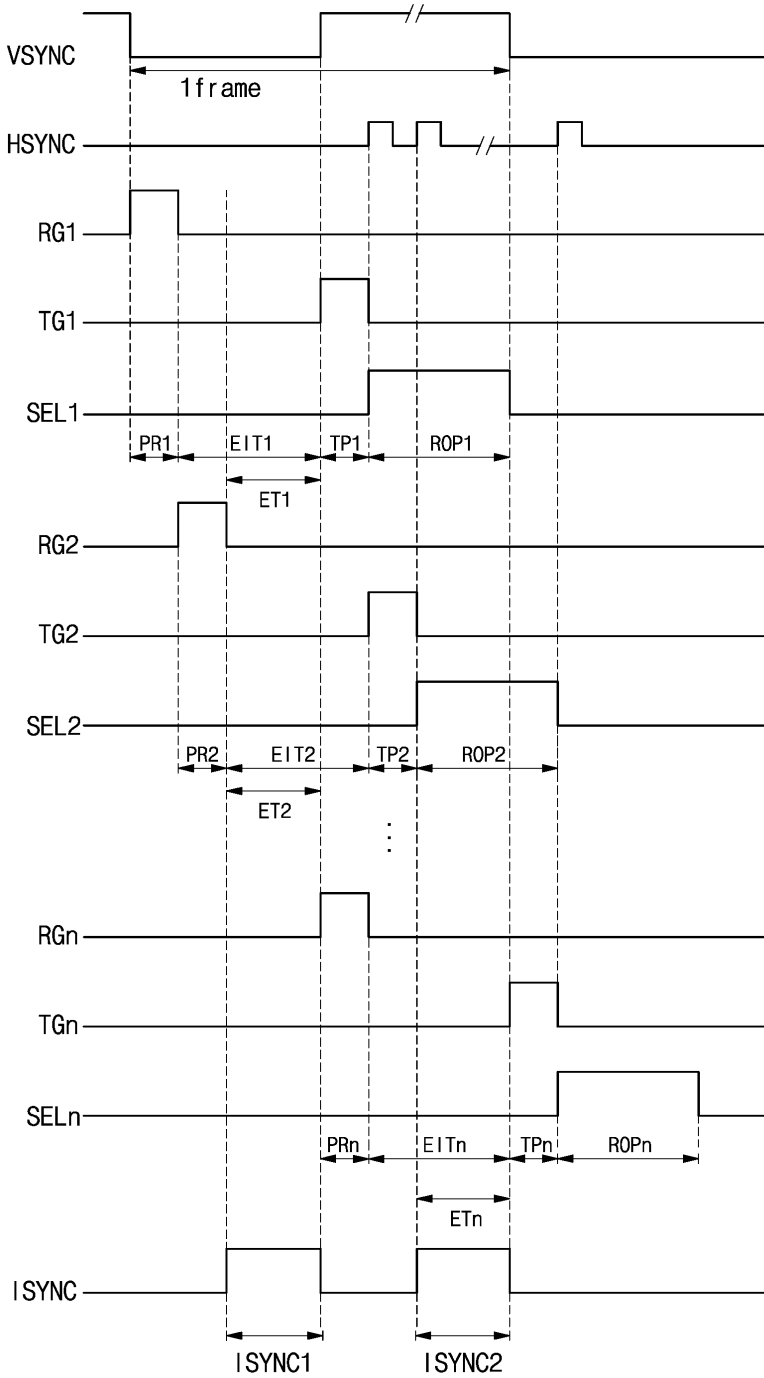 VSYNC
1frame
HSYNC
RG1
TG1
SEL1
PR1 EIT1 TP1 ROP1
ET1
RG2
TG2
SEL2
PR2 EIT2 TP2 ROP2
ET2
RGn
TGn
SELn
PRn EITn TPn ROPn
ETn
ISYNC
ISYNC1 ISYNC2